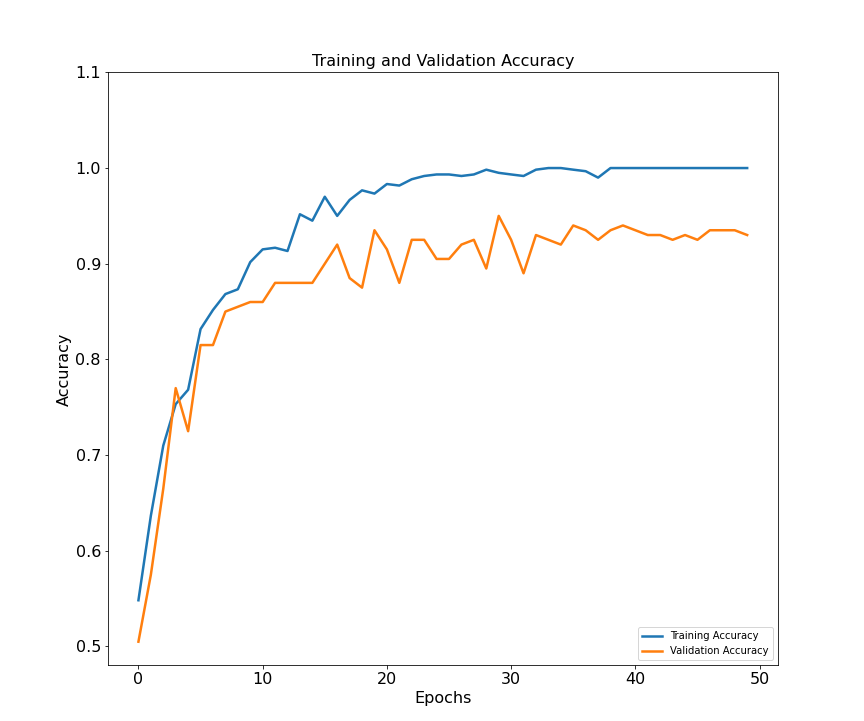 Training and Validation Accuracy
1.1
1.0
0.9
0.8
0.7
0.6
0.5
Accuracy
0
10
20
30
40
50
Epochs
Training Accuracy
Validation Accuracy